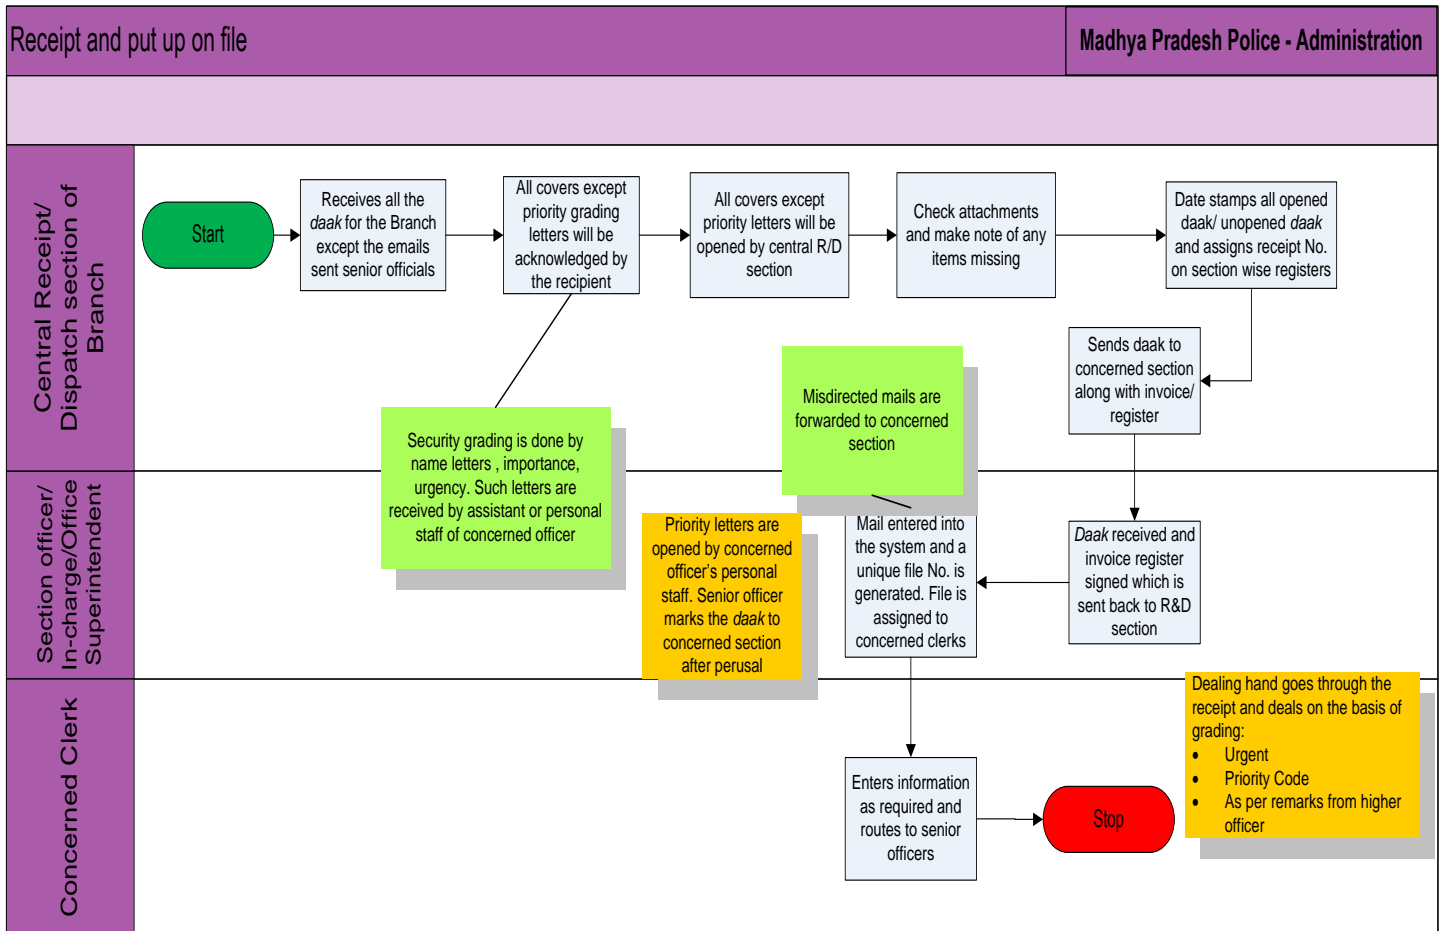 Receipt and put up on file
Madhya Pradesh Police - Administration
Central Receipt/
Dispatch section of
Branch
Start
Receives all the
daak for the Branch
except the emails
sent senior officials
All covers except
priority grading
letters will be
acknowledged by
the recipient
All covers except
priority letters will be
opened by central R/D
section
Check attachments
and make note of any
items missing
Date stamps all opened
daak/ unopened daak
and assigns receipt No.
on section wise registers
Sends daak to
concerned section
along with invoice/
register
Misdirected mails are
forwarded to concerned
section
Security grading is done by
name letters , importance,
urgency. Such letters are
received by assistant or personal
staff of concerned officer
Section officer/
In-charge/Office
Superintendent
Priority letters are
opened by concerned
officer's personal
staff. Senior officer
marks the daak to
concerned section
after perusal
Mail entered into
the system and a
unique file No. is
generated. File is
assigned to
concerned clerks
Daak received and
invoice register
signed which is
sent back to R&D
section
Concerned Clerk
Enters information
as required and
routes to senior
officers
Stop
Dealing hand goes through the
receipt and deals on the basis of
grading:
• Urgent
• Priority Code
• As per remarks from higher
officer